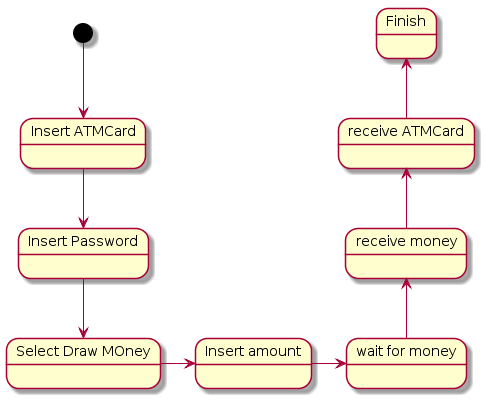 Insert ATMCard
Insert Password
Select Draw MOney
Insert amount
wait for money
receive money
receive ATMCard
Finish